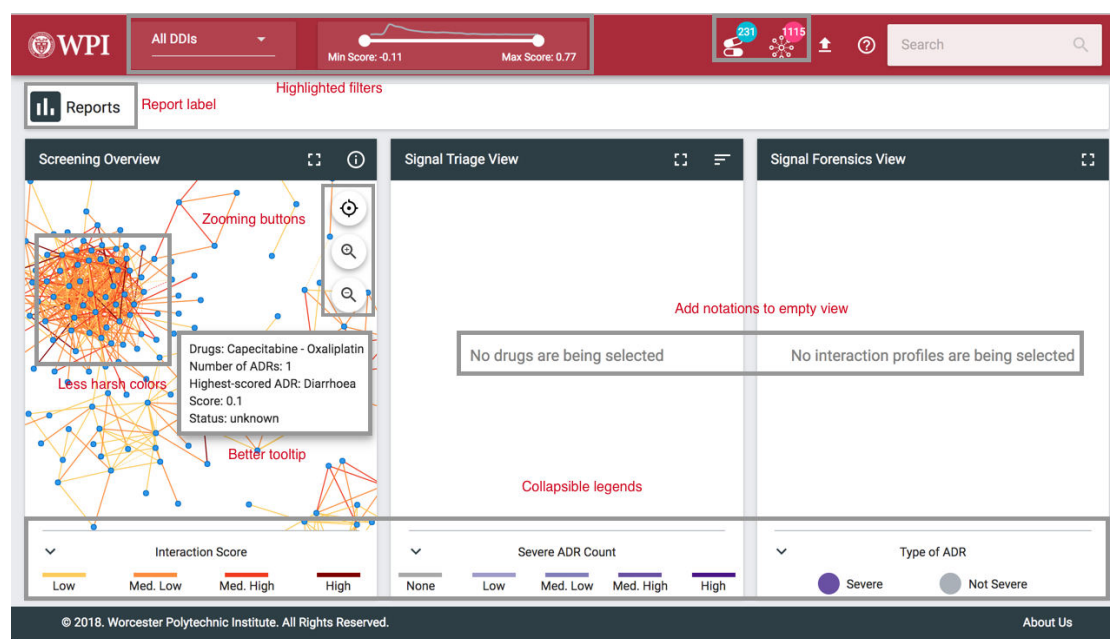 WPI
All DDIs
Min Score: -0.11
Max Score: 0.77
231
1115
Search
Highlighted filters
Reports
Report label
Screening Overview
Signal Triage View
Signal Forensics View
Zooming buttons
Add notations to empty view
Drugs: Capecitabine - Oxaliplatin
Number of ADRs: 1
Highest-scored ADR: Diarrhoea
Score: 0.1
Status: unknown
No drugs are being selected
No interaction profiles are being selected
Less harsh colors
Better tooltip
Collapsible legends
Interaction Score
Low Med. Low Med. High High
Severe ADR Count
None Low Med. Low Med. High High
Type of ADR
Severe Not Severe
© 2018. Worcester Polytechnic Institute. All Rights Reserved.
About Us